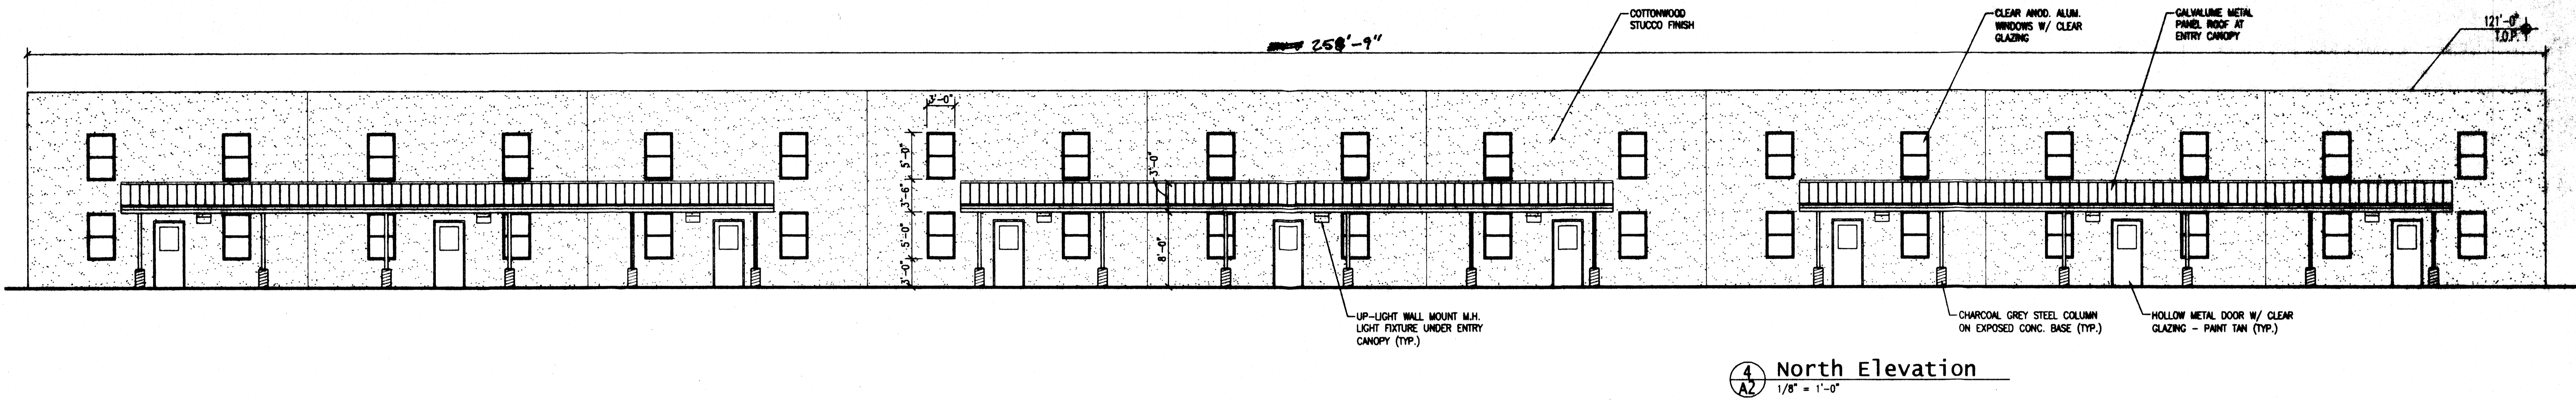 COTTONWOOD
STUCCO FINISH
CLEAR ANOD. ALUM.
WINDOWS W/ CLEAR
GLAZING
GALVALUME METAL
PANEL ROOF AT
ENTRY CANOPY
121'-0"
T.O.P.
3'-0"
5'-0"
3'-6"
5'-0"
3'-0"
3'-0"
8'-0"
UP-LIGHT WALL MOUNT M.H.
LIGHT FIXTURE UNDER ENTRY
CANOPY (TYP.)
CHARCOAL GREY STEEL COLUMN
ON EXPOSED CONC. BASE (TYP.)
HOLLOW METAL DOOR W/ CLEAR
GLAZING - PAINT TAN (TYP.)
4
A2
North Elevation
1/8" = 1'-0"